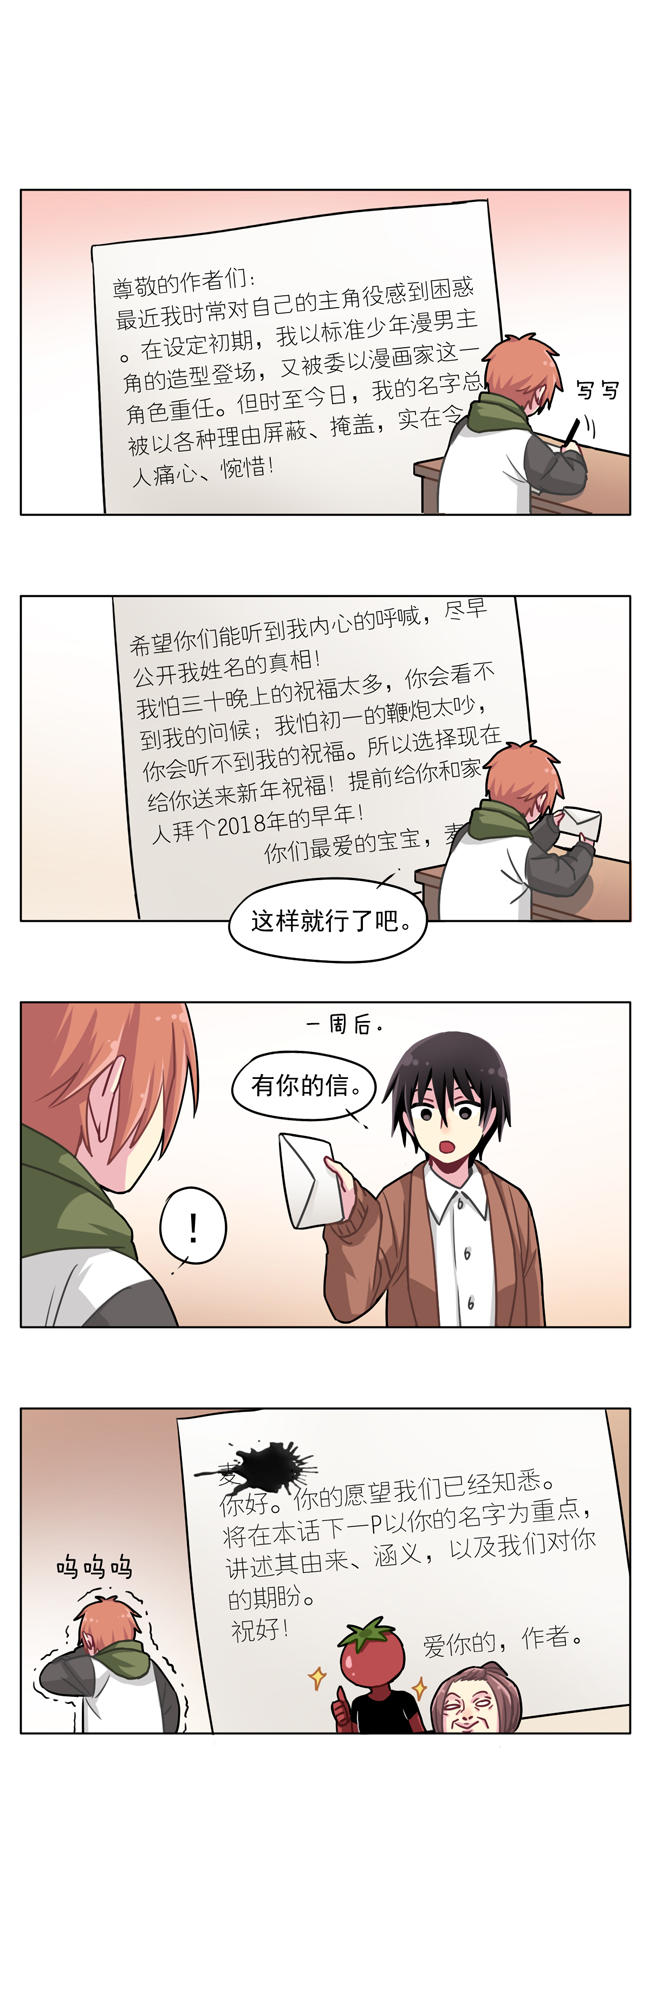 尊敬的作者们：
最近我时常对自己的主角役感到困惑
。在设定初期，我以标准少年漫男主
角的造型登场，又被委以漫画家这一
角色重任。但时至今日，我的名字总
被以各种理由屏蔽、掩盖，实在令
人痛心、惋惜！
写写
希望你们能听到我内心的呼喊，尽早
公开我姓名的真相！
我怕三十晚上的祝福太多，你会看不
到我的问候；我怕初一的鞭炮太吵，
你会听不到我的祝福。所以选择现在
给你送来新年祝福！提前给你和家
人拜个2018年的早年！
你们最爱的宝宝，麦
这样就行了吧。
一周后.
有你的信。
！
麦
你好。你的愿望我们已经知悉。
将在本话下一P以你的名字为重点，
讲述其由来、涵义，以及我们对你
的期盼。
祝好！
爱你的，作者。
呜呜呜